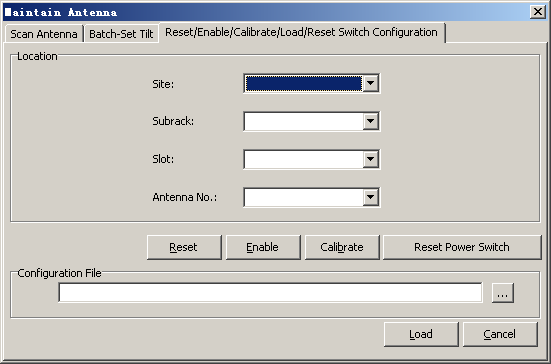 Maintain Antenna
Scan Antenna Batch-Set Tilt Reset/Enable/Calibrate/Load/Reset Switch Configuration
Location
Site:
Subrack:
Slot:
Antenna No.:
Reset Enable Calibrate Reset Power Switch
Configuration File
...
Load Cancel